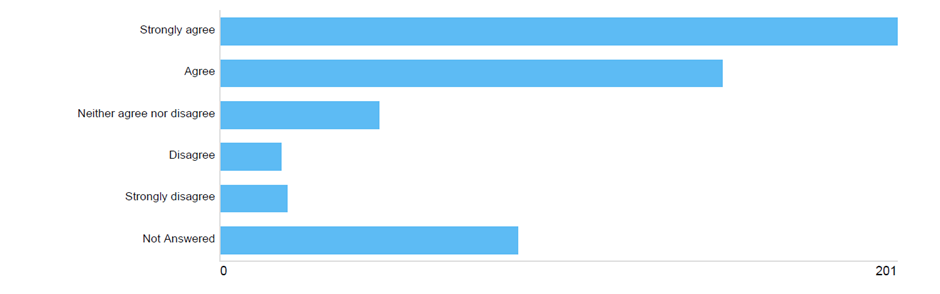 Strongly agree
Agree
Neither agree nor disagree
Disagree
Strongly disagree
Not Answered
0 201